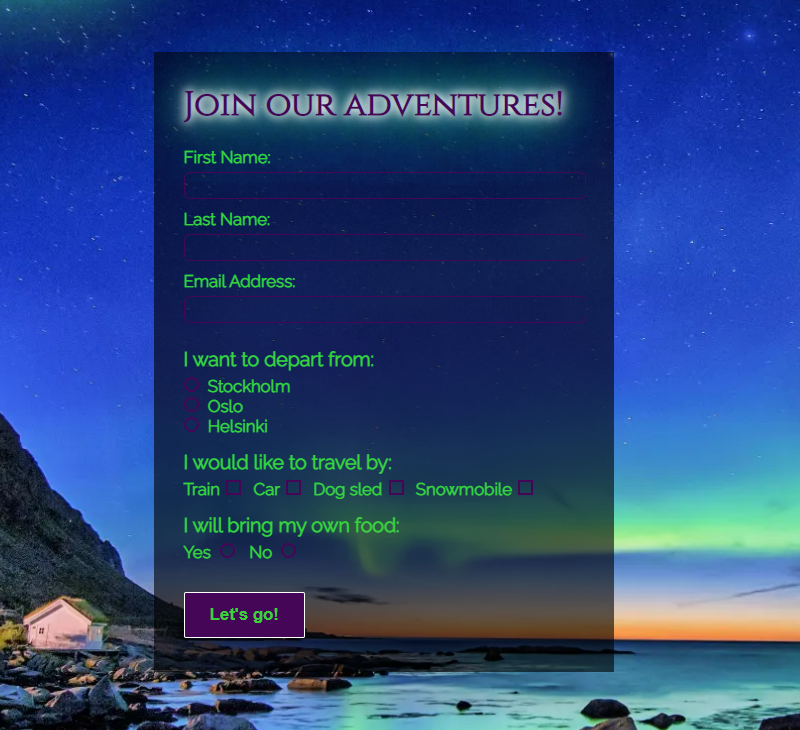 Join our adventures!
First Name:
Last Name:
Email Address:
I want to depart from:
Stockholm
Oslo
Helsinki
I would like to travel by:
Train Car Dog sled Snowmobile
I will bring my own food:
Yes No
Let's go!